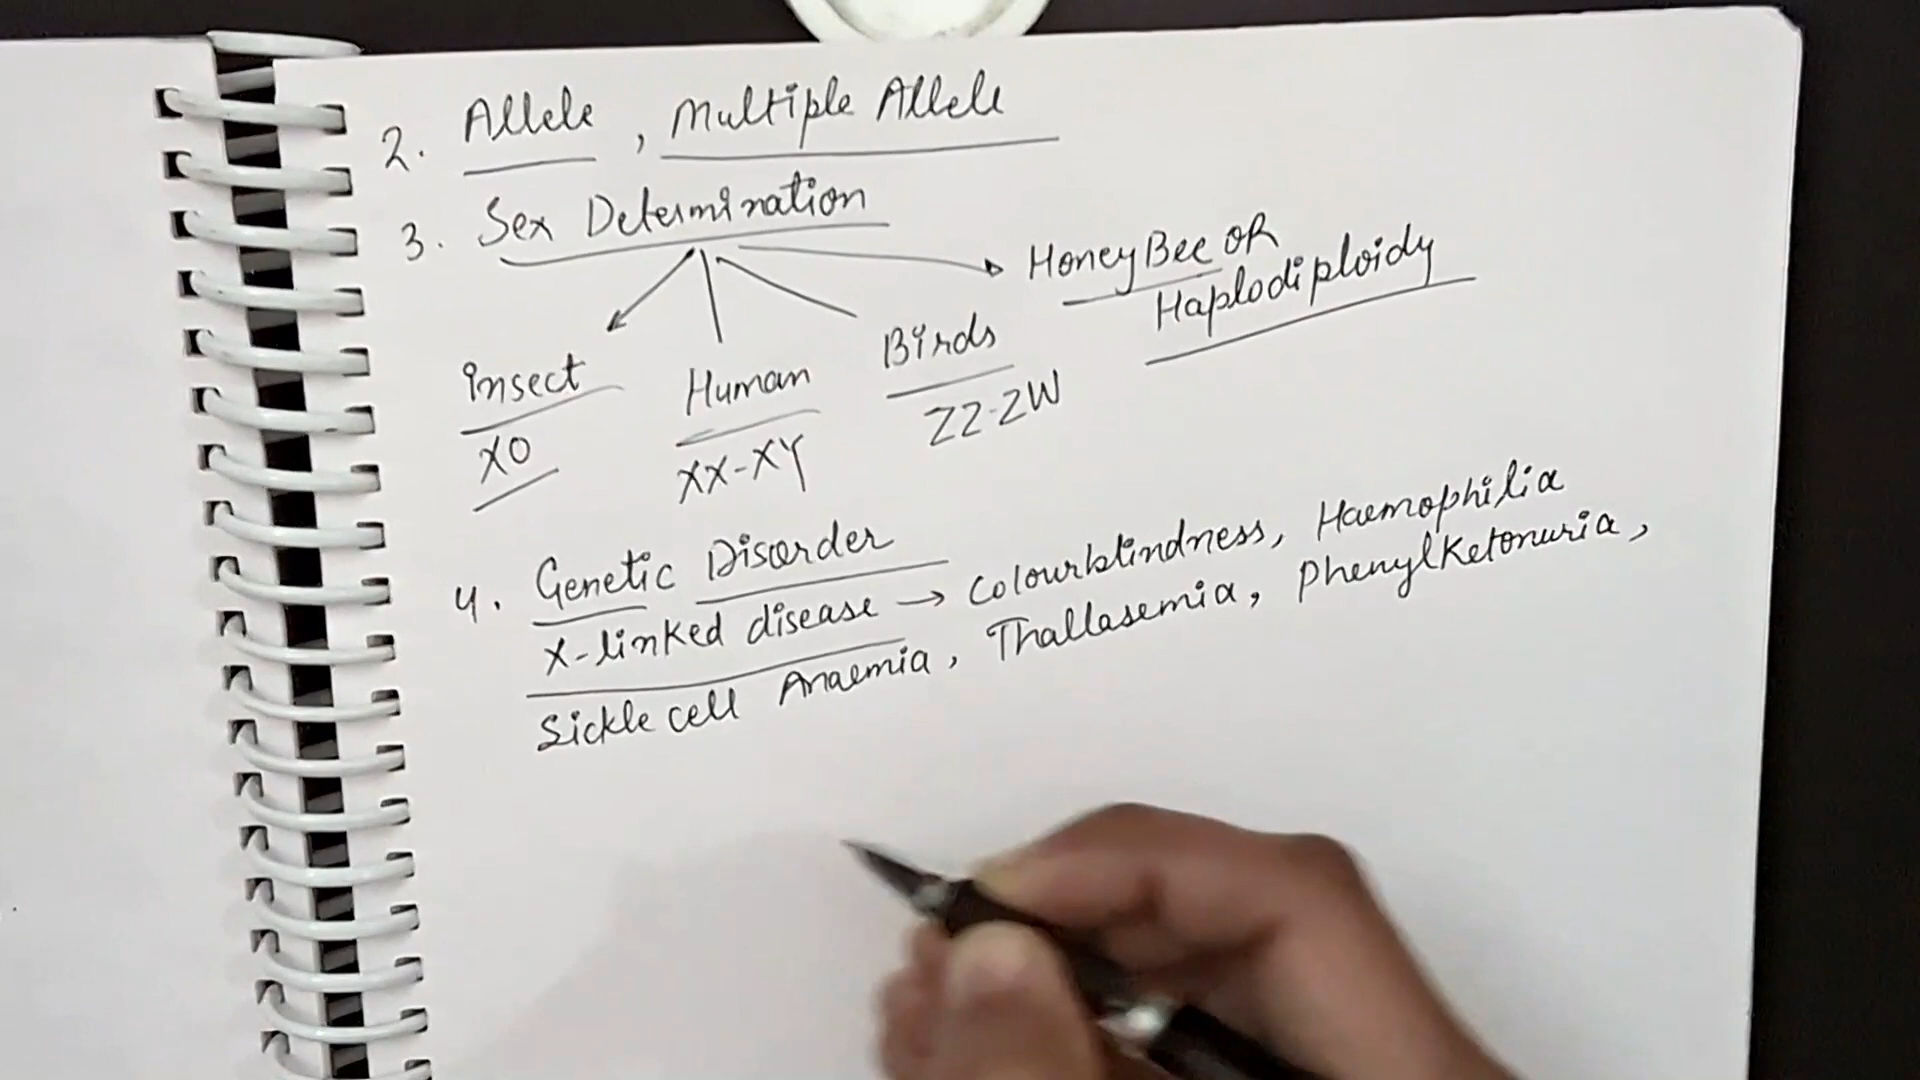 2. Allele, Multiple Allele
3. Sex Determination
HoneyBee OR
Haplodiploidy
insect
XO
Human
XX-XY
Birds
ZZ-ZW
4. Genetic Disorder
X-linked disease → Colourblindness, Haemophilia
Sickle cell Anaemia, Thallasemia, PhenylKetonuria,